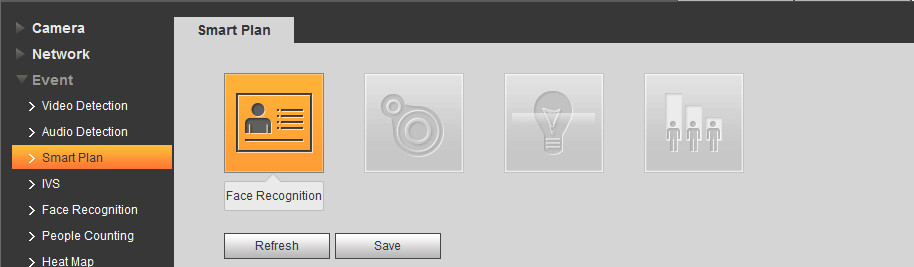 Camera
Network
Event
Video Detection
Audio Detection
Smart Plan
IVS
Face Recognition
People Counting
Heat Map
Smart Plan
Face Recognition
Refresh Save